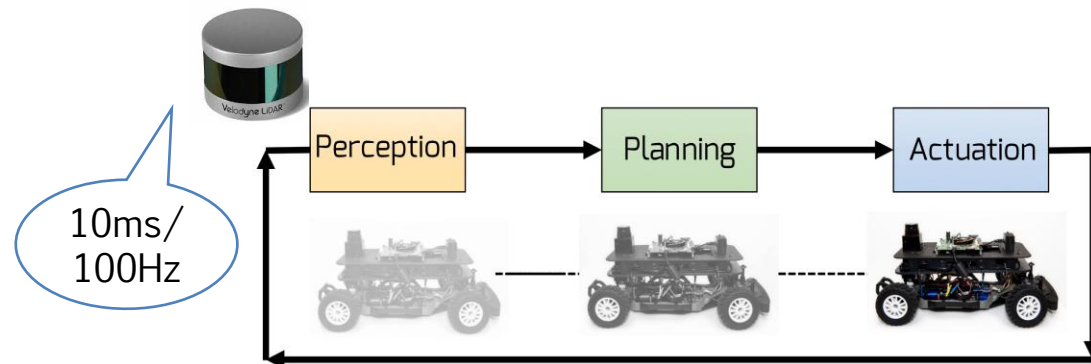 Velodyne LiDAR
Perception
Planning
Actuation
10ms/
100Hz